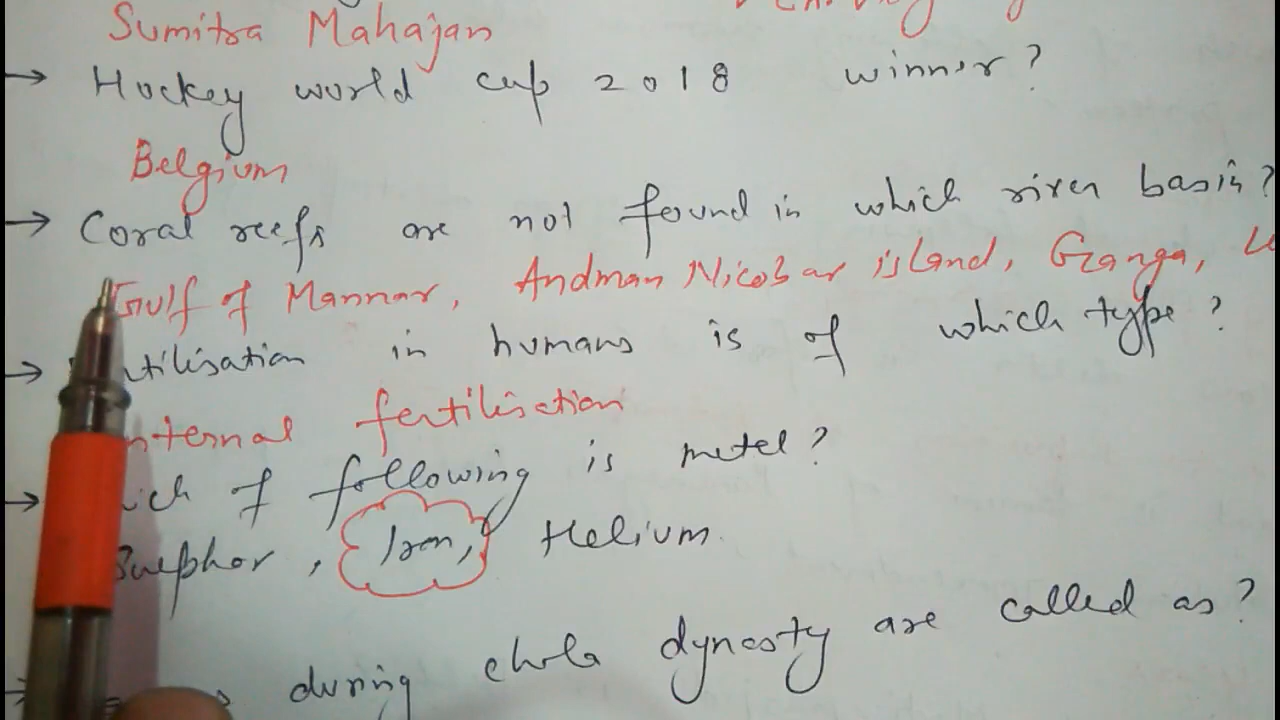 Sumitra Mahajan
→ Hockey world cup 2018 winner?
Belgium
→ Coral reefs are not found in which river basin?
Gulf of Mannar, Andman Nicobar island, Ganga,
→ tilisation in humans is of which type?
nternal fertilisation
→ ich of following is metel?
Sulphor, Iron, Helium
→ during chola dynasty are called as?